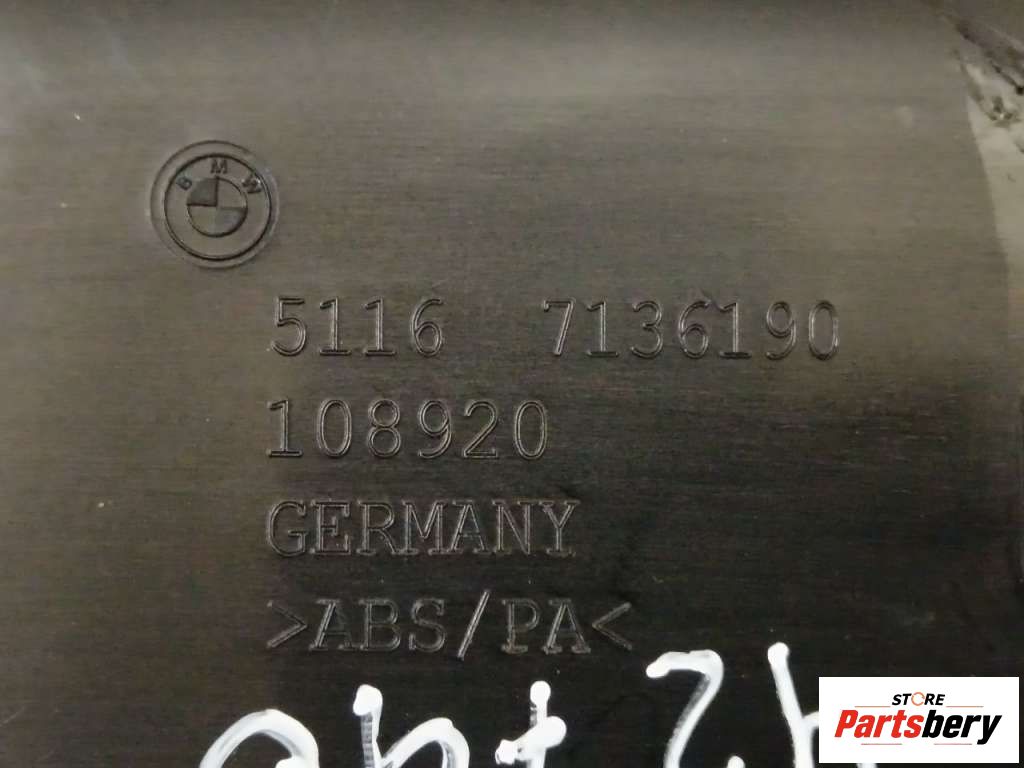 BMW
5116 7136190
108920
GERMANY
>ABS/PA<
STORE
Partsbery